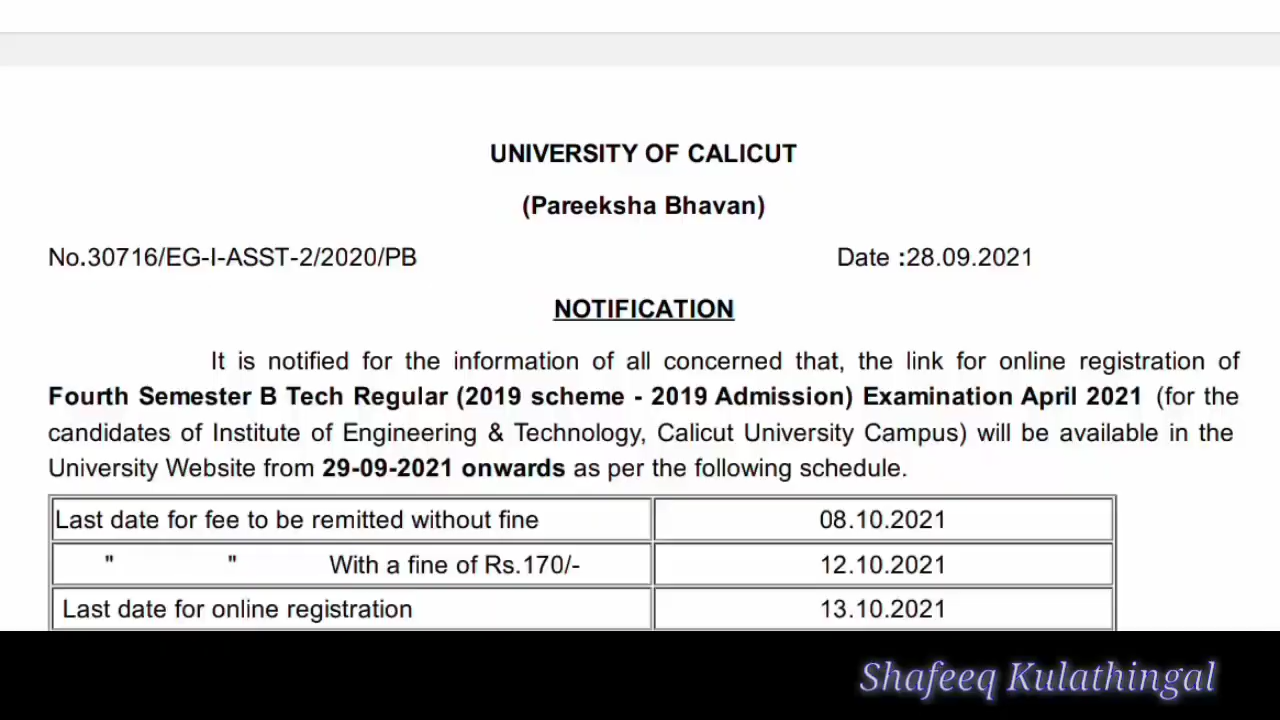 UNIVERSITY OF CALICUT
(Pareeksha Bhavan)
No.30716/EG-I-ASST-2/2020/PB Date :28.09.2021
NOTIFICATION
It is notified for the information of all concerned that, the link for online registration of
Fourth Semester B Tech Regular (2019 scheme - 2019 Admission) Examination April 2021 (for the
candidates of Institute of Engineering & Technology, Calicut University Campus) will be available in the
University Website from 29-09-2021 onwards as per the following schedule.
Last date for fee to be remitted without fine 08.10.2021
" " With a fine of Rs.170/- 12.10.2021
Last date for online registration 13.10.2021
Shafeeq Kulathingal